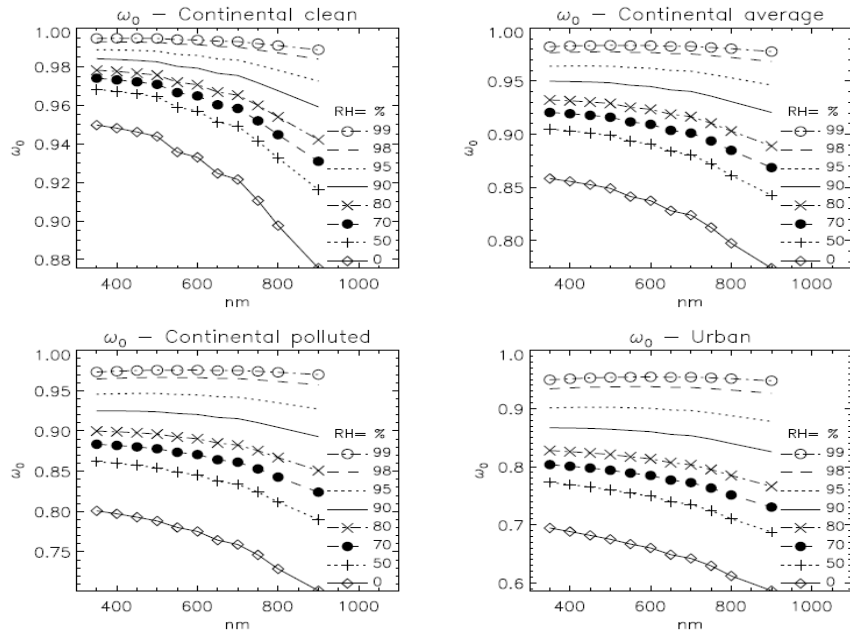 ω₀ − Continental clean
1.00
0.98
0.96
0.94
0.92
0.90
0.88
ω₀
RH= %
99
98
95
90
80
70
50
0
400 600 800 1000
nm
ω₀ − Continental average
1.00
0.95
0.90
0.85
0.80
ω₀
RH= %
99
98
95
90
80
70
50
0
400 600 800 1000
nm
ω₀ − Continental polluted
1.00
0.95
0.90
0.85
0.80
0.75
ω₀
RH= %
99
98
95
90
80
70
50
0
400 600 800 1000
nm
ω₀ − Urban
1.0
0.9
0.8
0.7
0.6
ω₀
RH= %
99
98
95
90
80
70
50
0
400 600 800 1000
nm